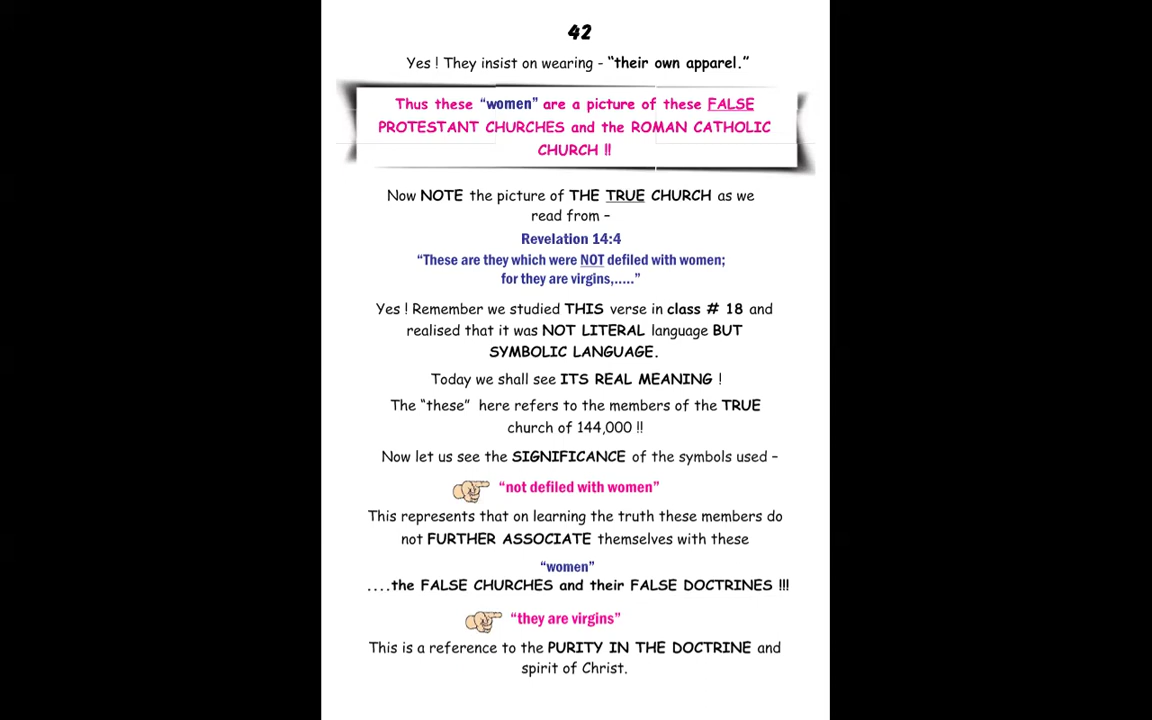 42
Yes ! They insist on wearing - “their own apparel.”
Thus these “women” are a picture of these FALSE
PROTESTANT CHURCHES and the ROMAN CATHOLIC
CHURCH !!
Now NOTE the picture of THE TRUE CHURCH as we
read from –
Revelation 14:4
“These are they which were NOT defiled with women;
for they are virgins,.....”
Yes ! Remember we studied THIS verse in class # 18 and
realised that it was NOT LITERAL language BUT
SYMBOLIC LANGUAGE.
Today we shall see ITS REAL MEANING !
The “these” here refers to the members of the TRUE
church of 144,000 !!
Now let us see the SIGNIFICANCE of the symbols used –
“not defiled with women”
This represents that on learning the truth these members do
not FURTHER ASSOCIATE themselves with these
“women”
....the FALSE CHURCHES and their FALSE DOCTRINES !!!
“they are virgins”
This is a reference to the PURITY IN THE DOCTRINE and
spirit of Christ.